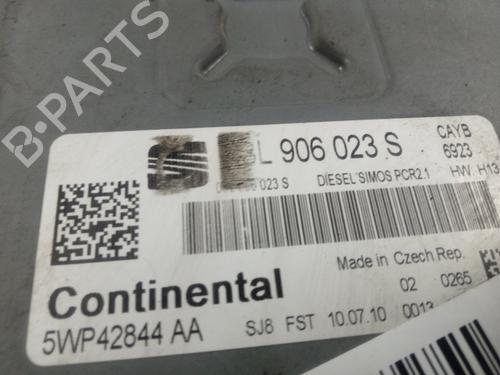 B-PARTS
L 906 023 S
CAYB
6923
023 S
DIESEL SIMOS PCR2.1
HW: H13
Made in Czech Rep.
02 0265
Continental
5WP42844 AA
SJ8 FST 10.07.10 0013